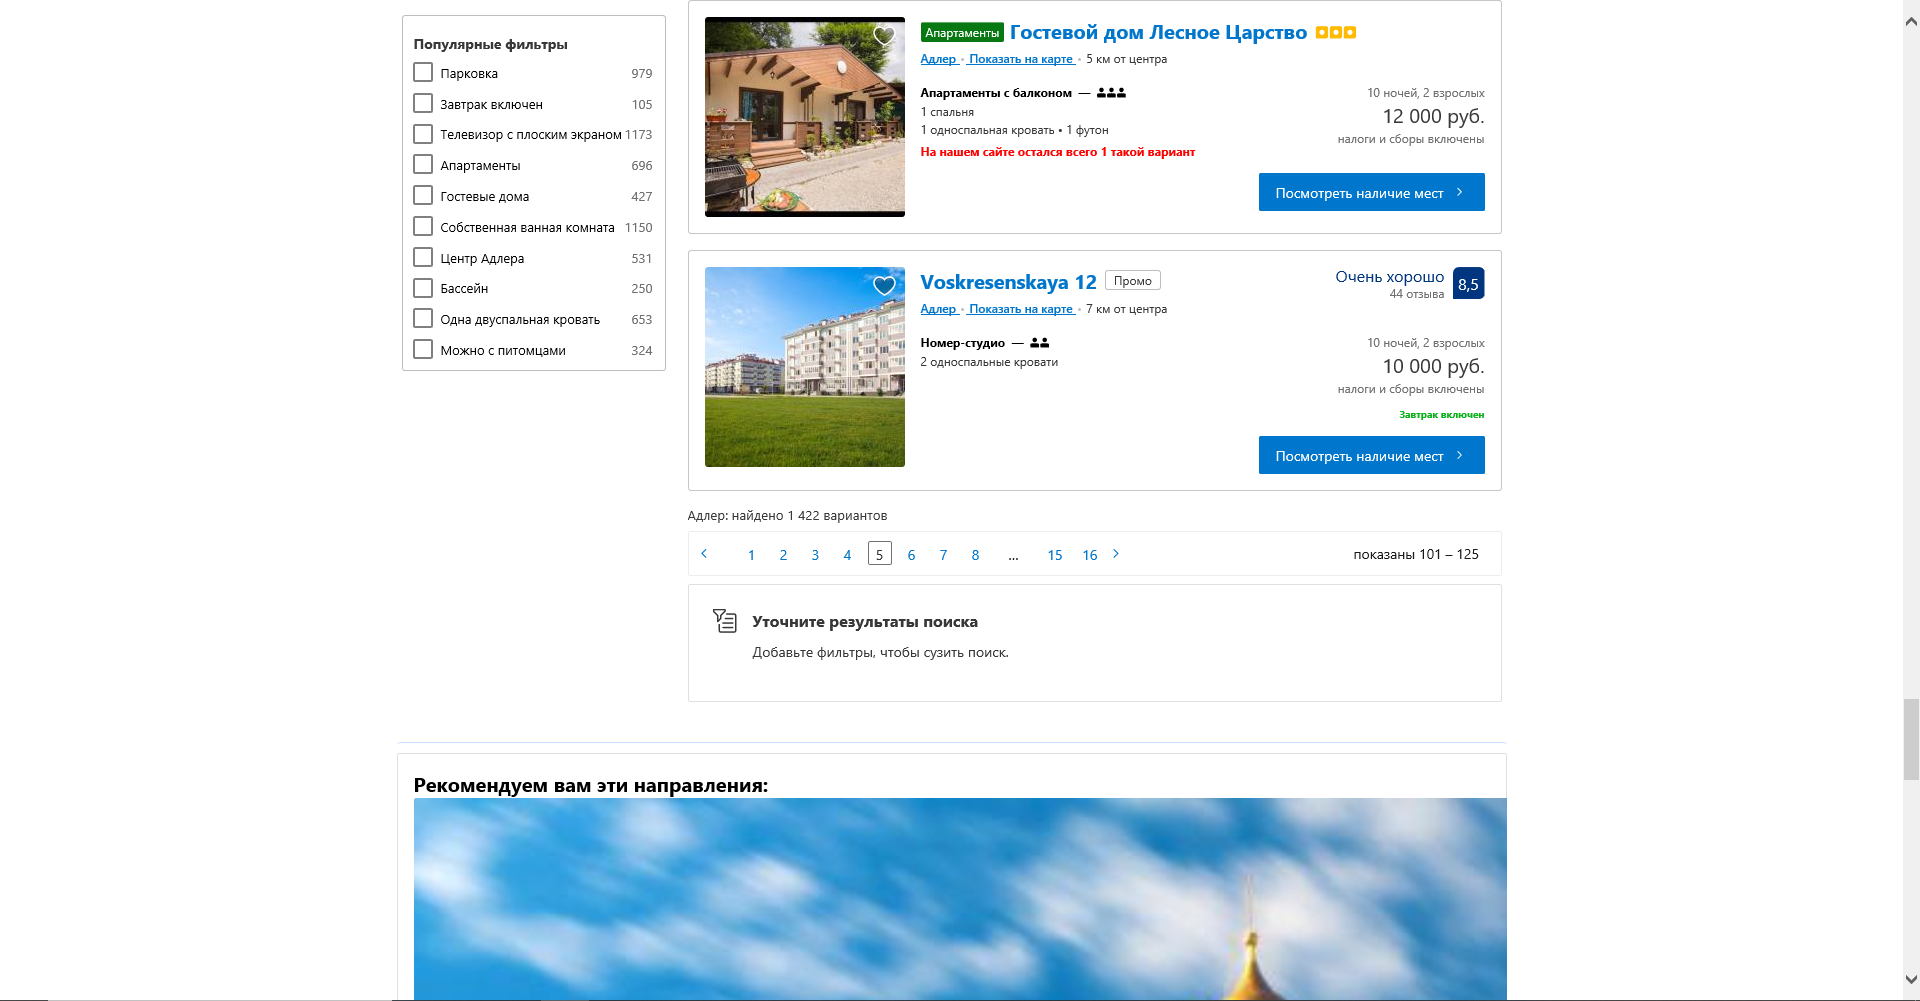 Популярные фильтры
Парковка 979
Завтрак включен 105
Телевизор с плоским экраном 1173
Апартаменты 696
Гостевые дома 427
Собственная ванная комната 1150
Центр Адлера 531
Бассейн 250
Одна двуспальная кровать 653
Можно с питомцами 324
Апартаменты Гостевой дом Лесное Царство
Адлер • Показать на карте • 5 км от центра
Апартаменты с балконом —
1 спальня
1 односпальная кровать • 1 футон
На нашем сайте остался всего 1 такой вариант
10 ночей, 2 взрослых
12 000 руб.
налоги и сборы включены
Посмотреть наличие мест
Voskresenskaya 12 Промо
Адлер • Показать на карте • 7 км от центра
Очень хорошо 8,5
44 отзыва
Номер-студио —
2 односпальные кровати
10 ночей, 2 взрослых
10 000 руб.
налоги и сборы включены
Завтрак включен
Посмотреть наличие мест
Адлер: найдено 1 422 вариантов
1 2 3 4 5 6 7 8 ... 15 16
показаны 101 – 125
Уточните результаты поиска
Добавьте фильтры, чтобы сузить поиск.
Рекомендуем вам эти направления: